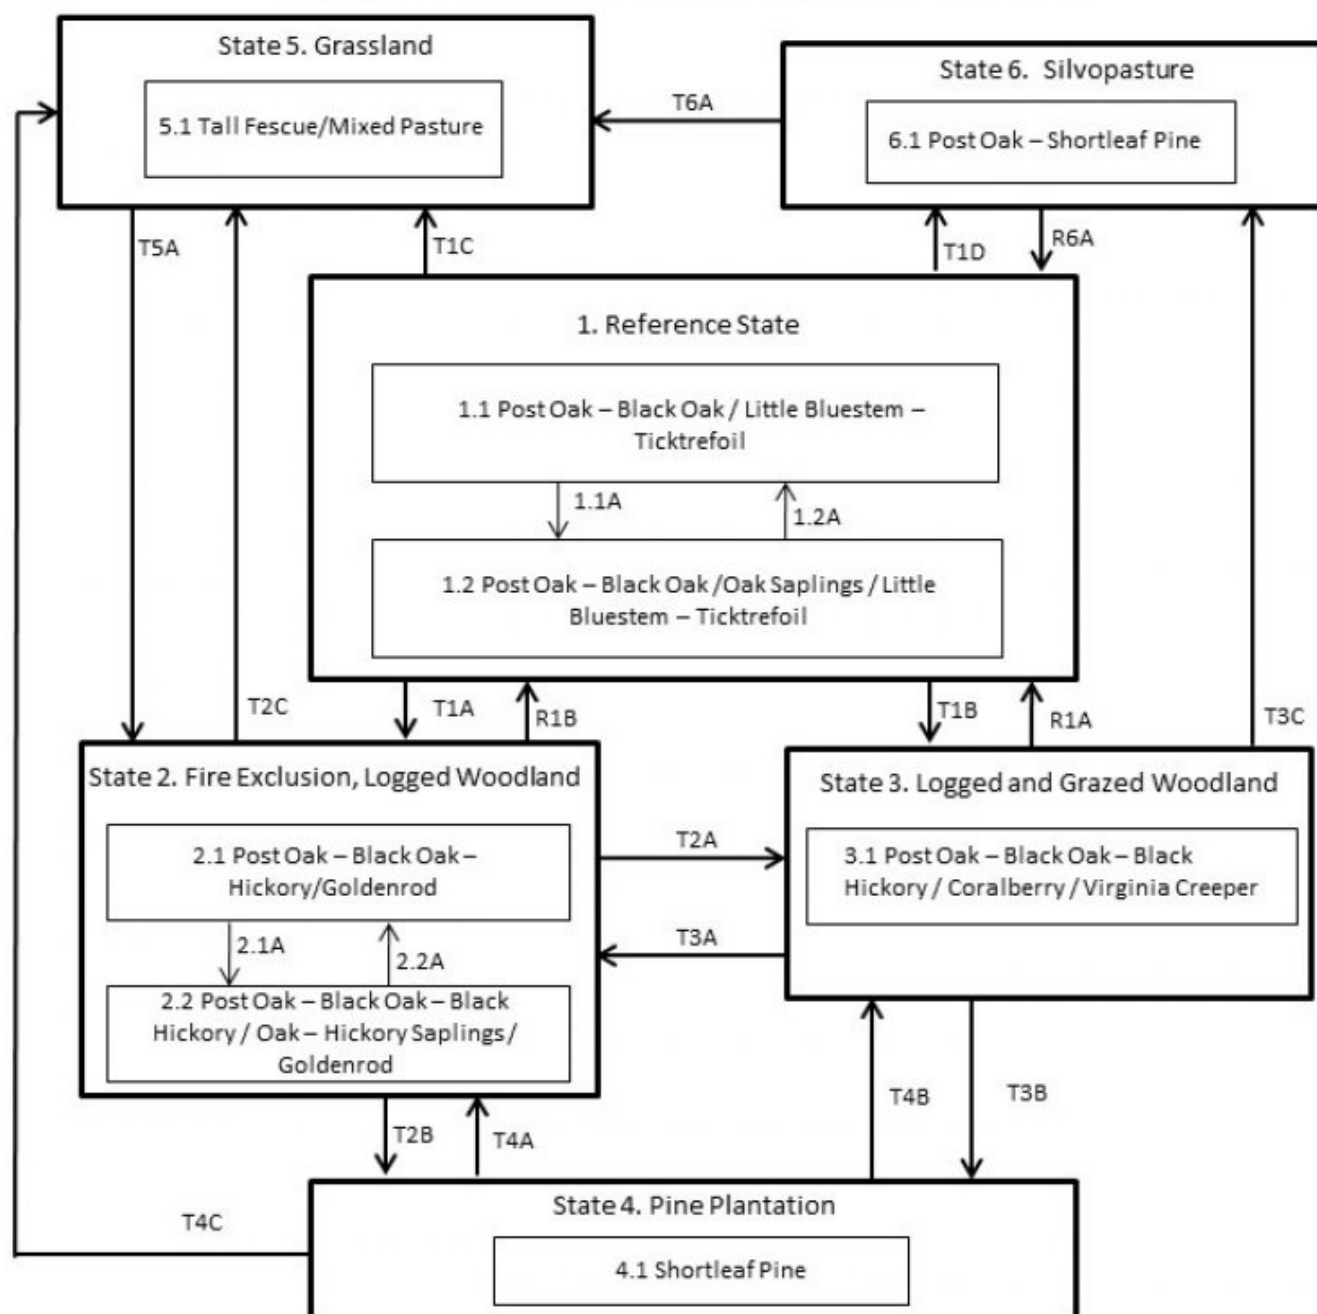 State 5. Grassland
5.1 Tall Fescue/Mixed Pasture
State 6. Silvopasture
6.1 Post Oak – Shortleaf Pine
T6A
T5A
T1C
T1D
R6A
1. Reference State
1.1 Post Oak – Black Oak / Little Bluestem –
Ticktrefoil
1.1A
1.2A
1.2 Post Oak – Black Oak /Oak Saplings / Little
Bluestem – Ticktrefoil
T2C
T1A
R1B
T1B
R1A
T3C
State 2. Fire Exclusion, Logged Woodland
2.1 Post Oak – Black Oak –
Hickory/Goldenrod
2.1A
2.2A
2.2 Post Oak – Black Oak – Black
Hickory / Oak – Hickory Saplings /
Goldenrod
T2A
T3A
State 3. Logged and Grazed Woodland
3.1 Post Oak – Black Oak – Black
Hickory / Coralberry / Virginia Creeper
T2B
T4A
T4B
T3B
T4C
State 4. Pine Plantation
4.1 Shortleaf Pine